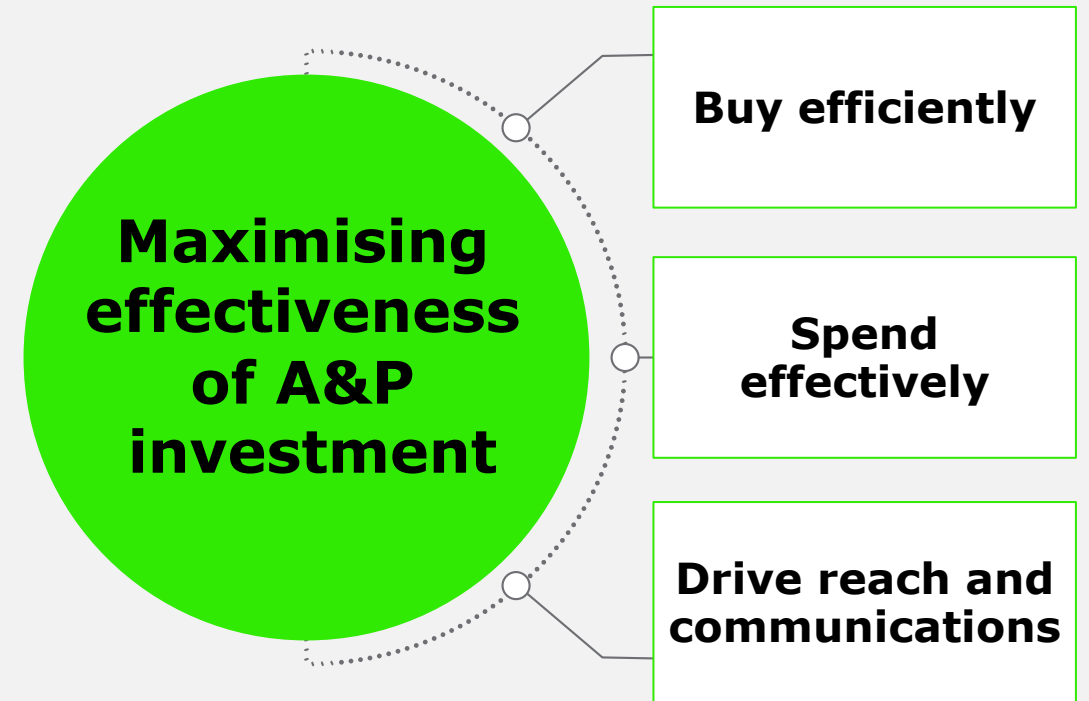 Maximising
effectiveness
of A&P
investment
Buy efficiently
Spend
effectively
Drive reach and
communications